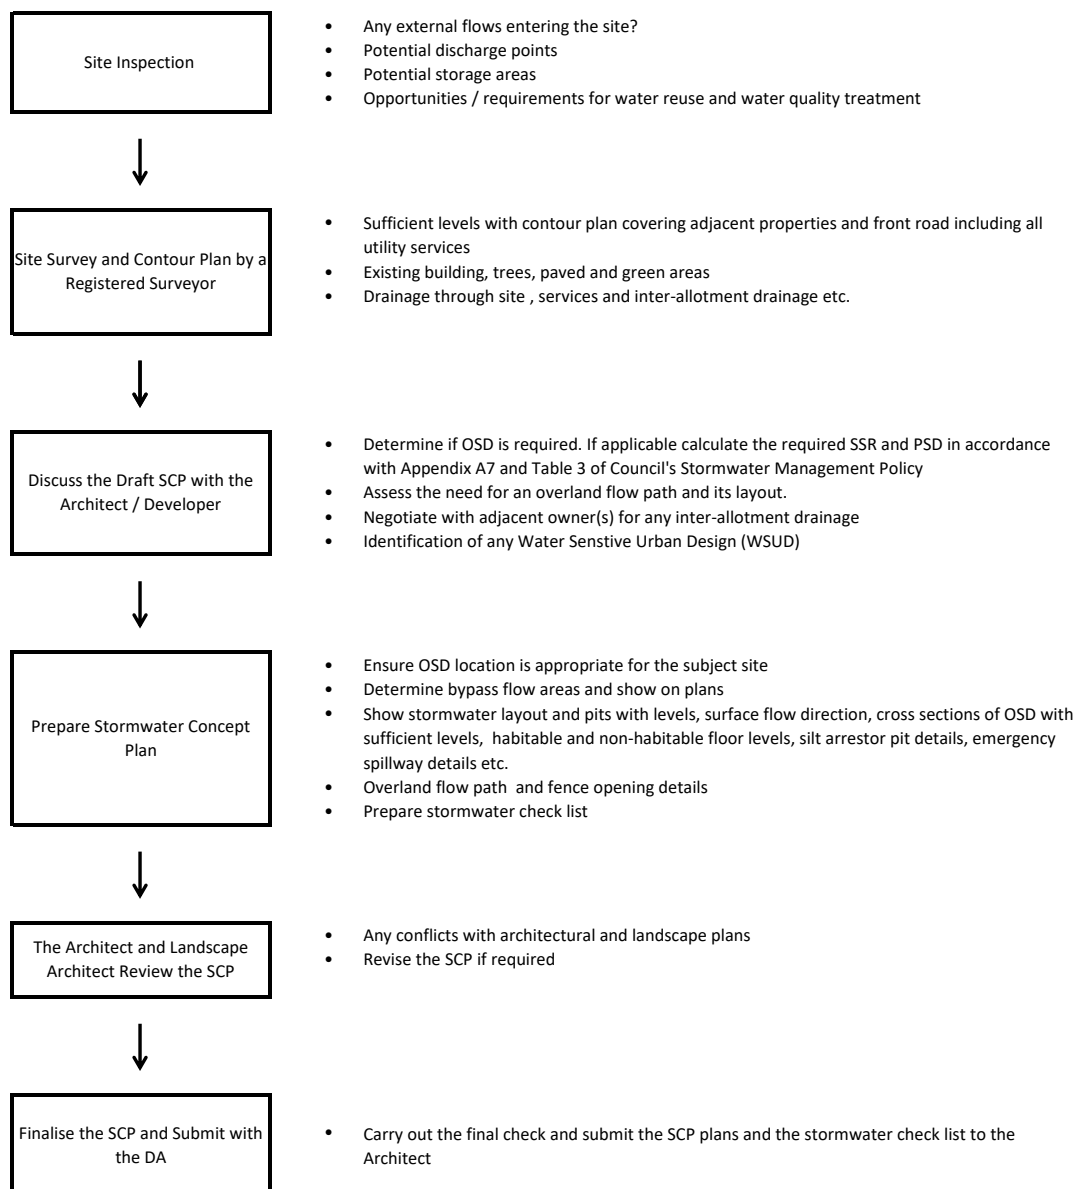 Site Inspection
• Any external flows entering the site?
• Potential discharge points
• Potential storage areas
• Opportunities / requirements for water reuse and water quality treatment
Site Survey and Contour Plan by a
Registered Surveyor
• Sufficient levels with contour plan covering adjacent properties and front road including all
utility services
• Existing building, trees, paved and green areas
• Drainage through site , services and inter-allotment drainage etc.
Discuss the Draft SCP with the
Architect / Developer
• Determine if OSD is required. If applicable calculate the required SSR and PSD in accordance
with Appendix A7 and Table 3 of Council's Stormwater Management Policy
• Assess the need for an overland flow path and its layout.
• Negotiate with adjacent owner(s) for any inter-allotment drainage
• Identification of any Water Senstive Urban Design (WSUD)
Prepare Stormwater Concept
Plan
• Ensure OSD location is appropriate for the subject site
• Determine bypass flow areas and show on plans
• Show stormwater layout and pits with levels, surface flow direction, cross sections of OSD with
sufficient levels, habitable and non-habitable floor levels, silt arrestor pit details, emergency
spillway details etc.
• Overland flow path and fence opening details
• Prepare stormwater check list
The Architect and Landscape
Architect Review the SCP
• Any conflicts with architectural and landscape plans
• Revise the SCP if required
Finalise the SCP and Submit with
the DA
• Carry out the final check and submit the SCP plans and the stormwater check list to the
Architect